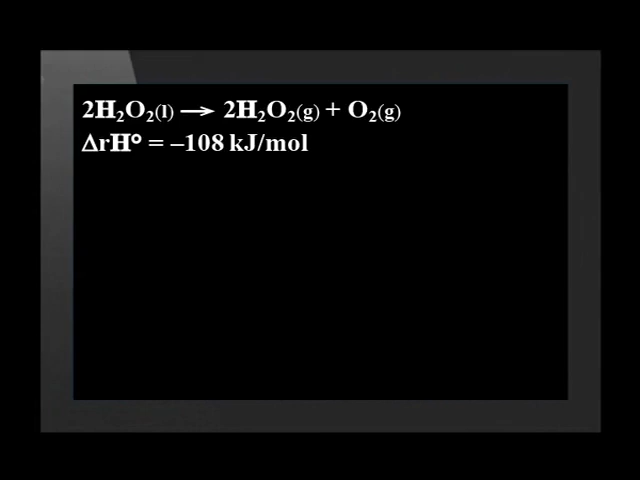 2H₂O₂(l) ⟶ 2H₂O₂(g) + O₂(g)
ΔrH° = –108 kJ/mol